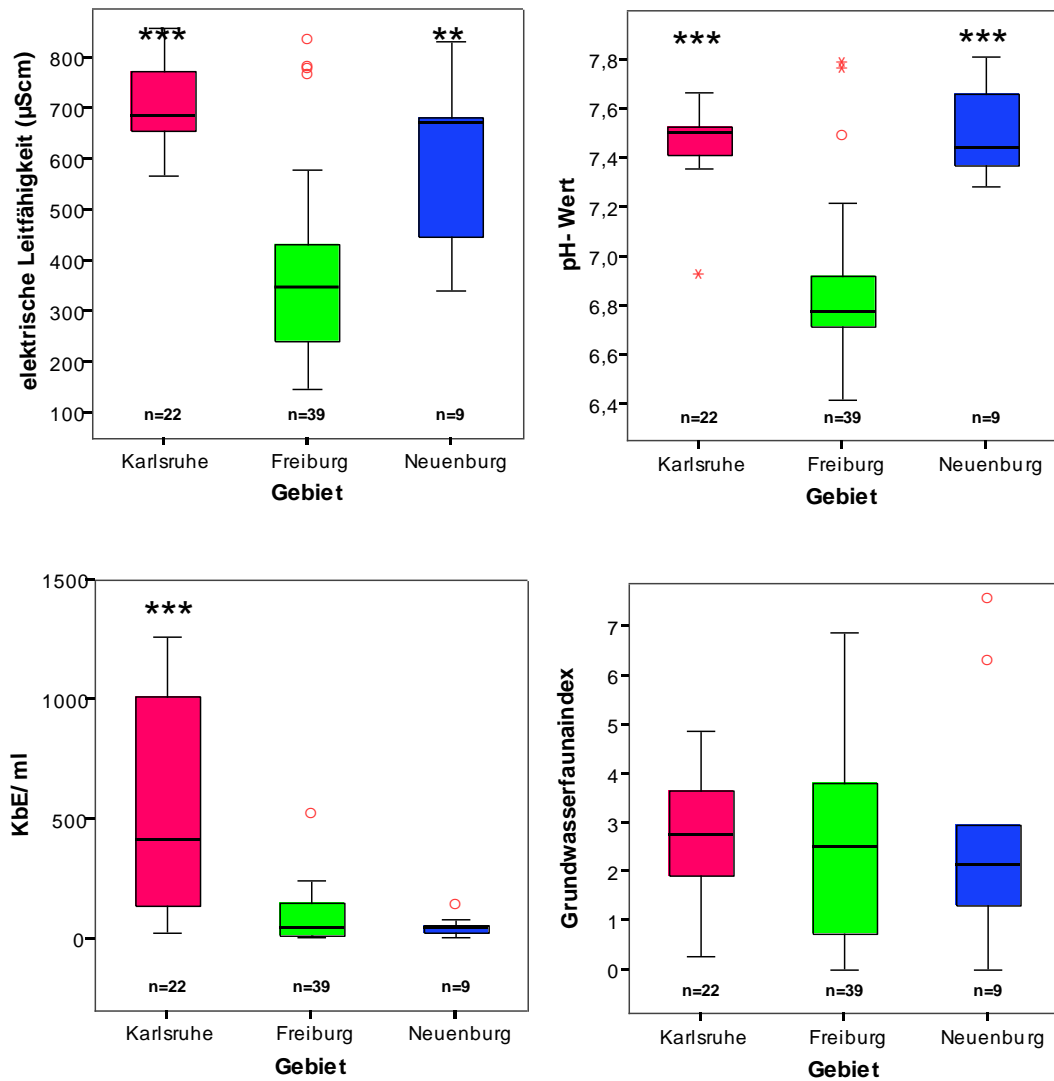 elektrische Leitfähigkeit (µScm)
800
700
600
500
400
300
200
100
***
**
n=22 n=39 n=9
Karlsruhe Freiburg Neuenburg
Gebiet
pH- Wert
7,8
7,6
7,4
7,2
7,0
6,8
6,6
6,4
***
***
n=22 n=39 n=9
Karlsruhe Freiburg Neuenburg
Gebiet
KbE/ ml
1500
1000
500
0
***
n=22 n=39 n=9
Karlsruhe Freiburg Neuenburg
Gebiet
Grundwasserfaunaindex
7
6
5
4
3
2
1
0
n=22 n=39 n=9
Karlsruhe Freiburg Neuenburg
Gebiet